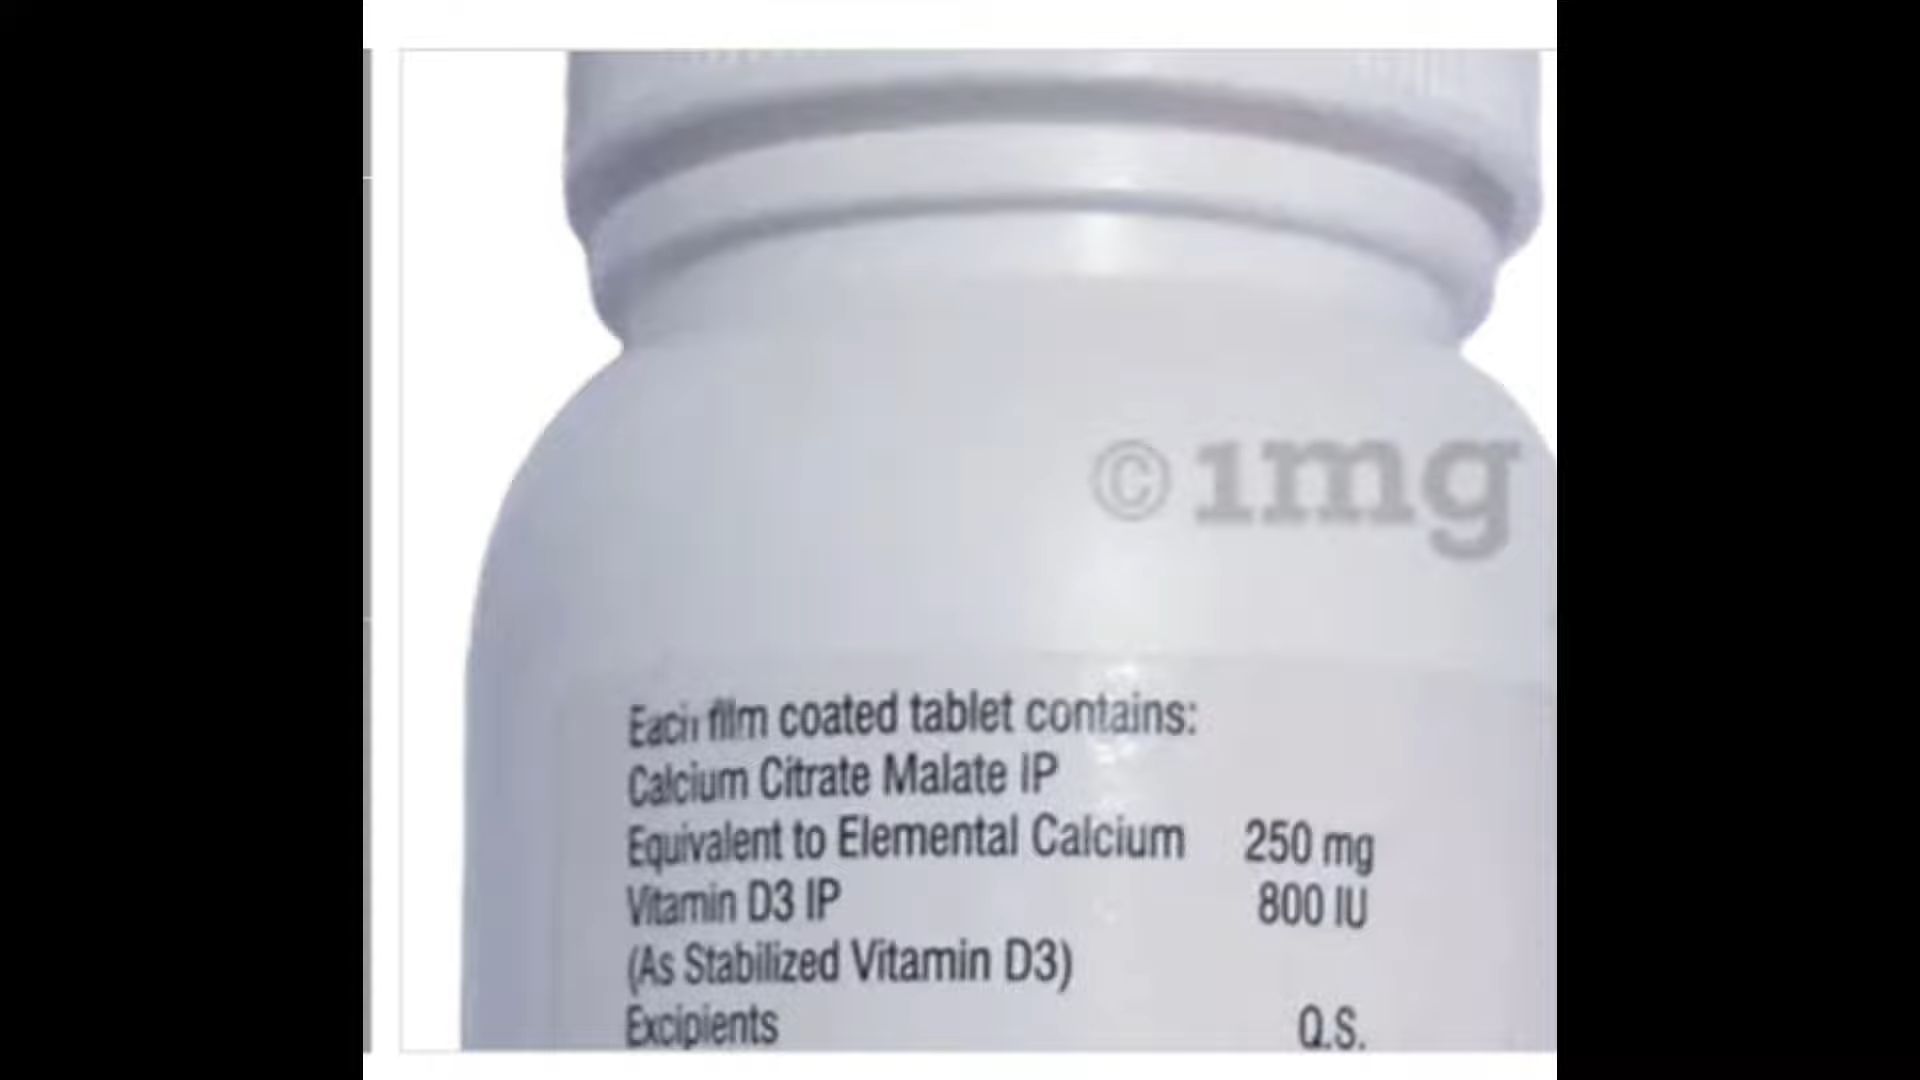 © 1mg
Each film coated tablet contains:
Calcium Citrate Malate IP
Equivalent to Elemental Calcium 250 mg
Vitamin D3 IP 800 IU
(As Stabilized Vitamin D3)
Excipients Q.S.